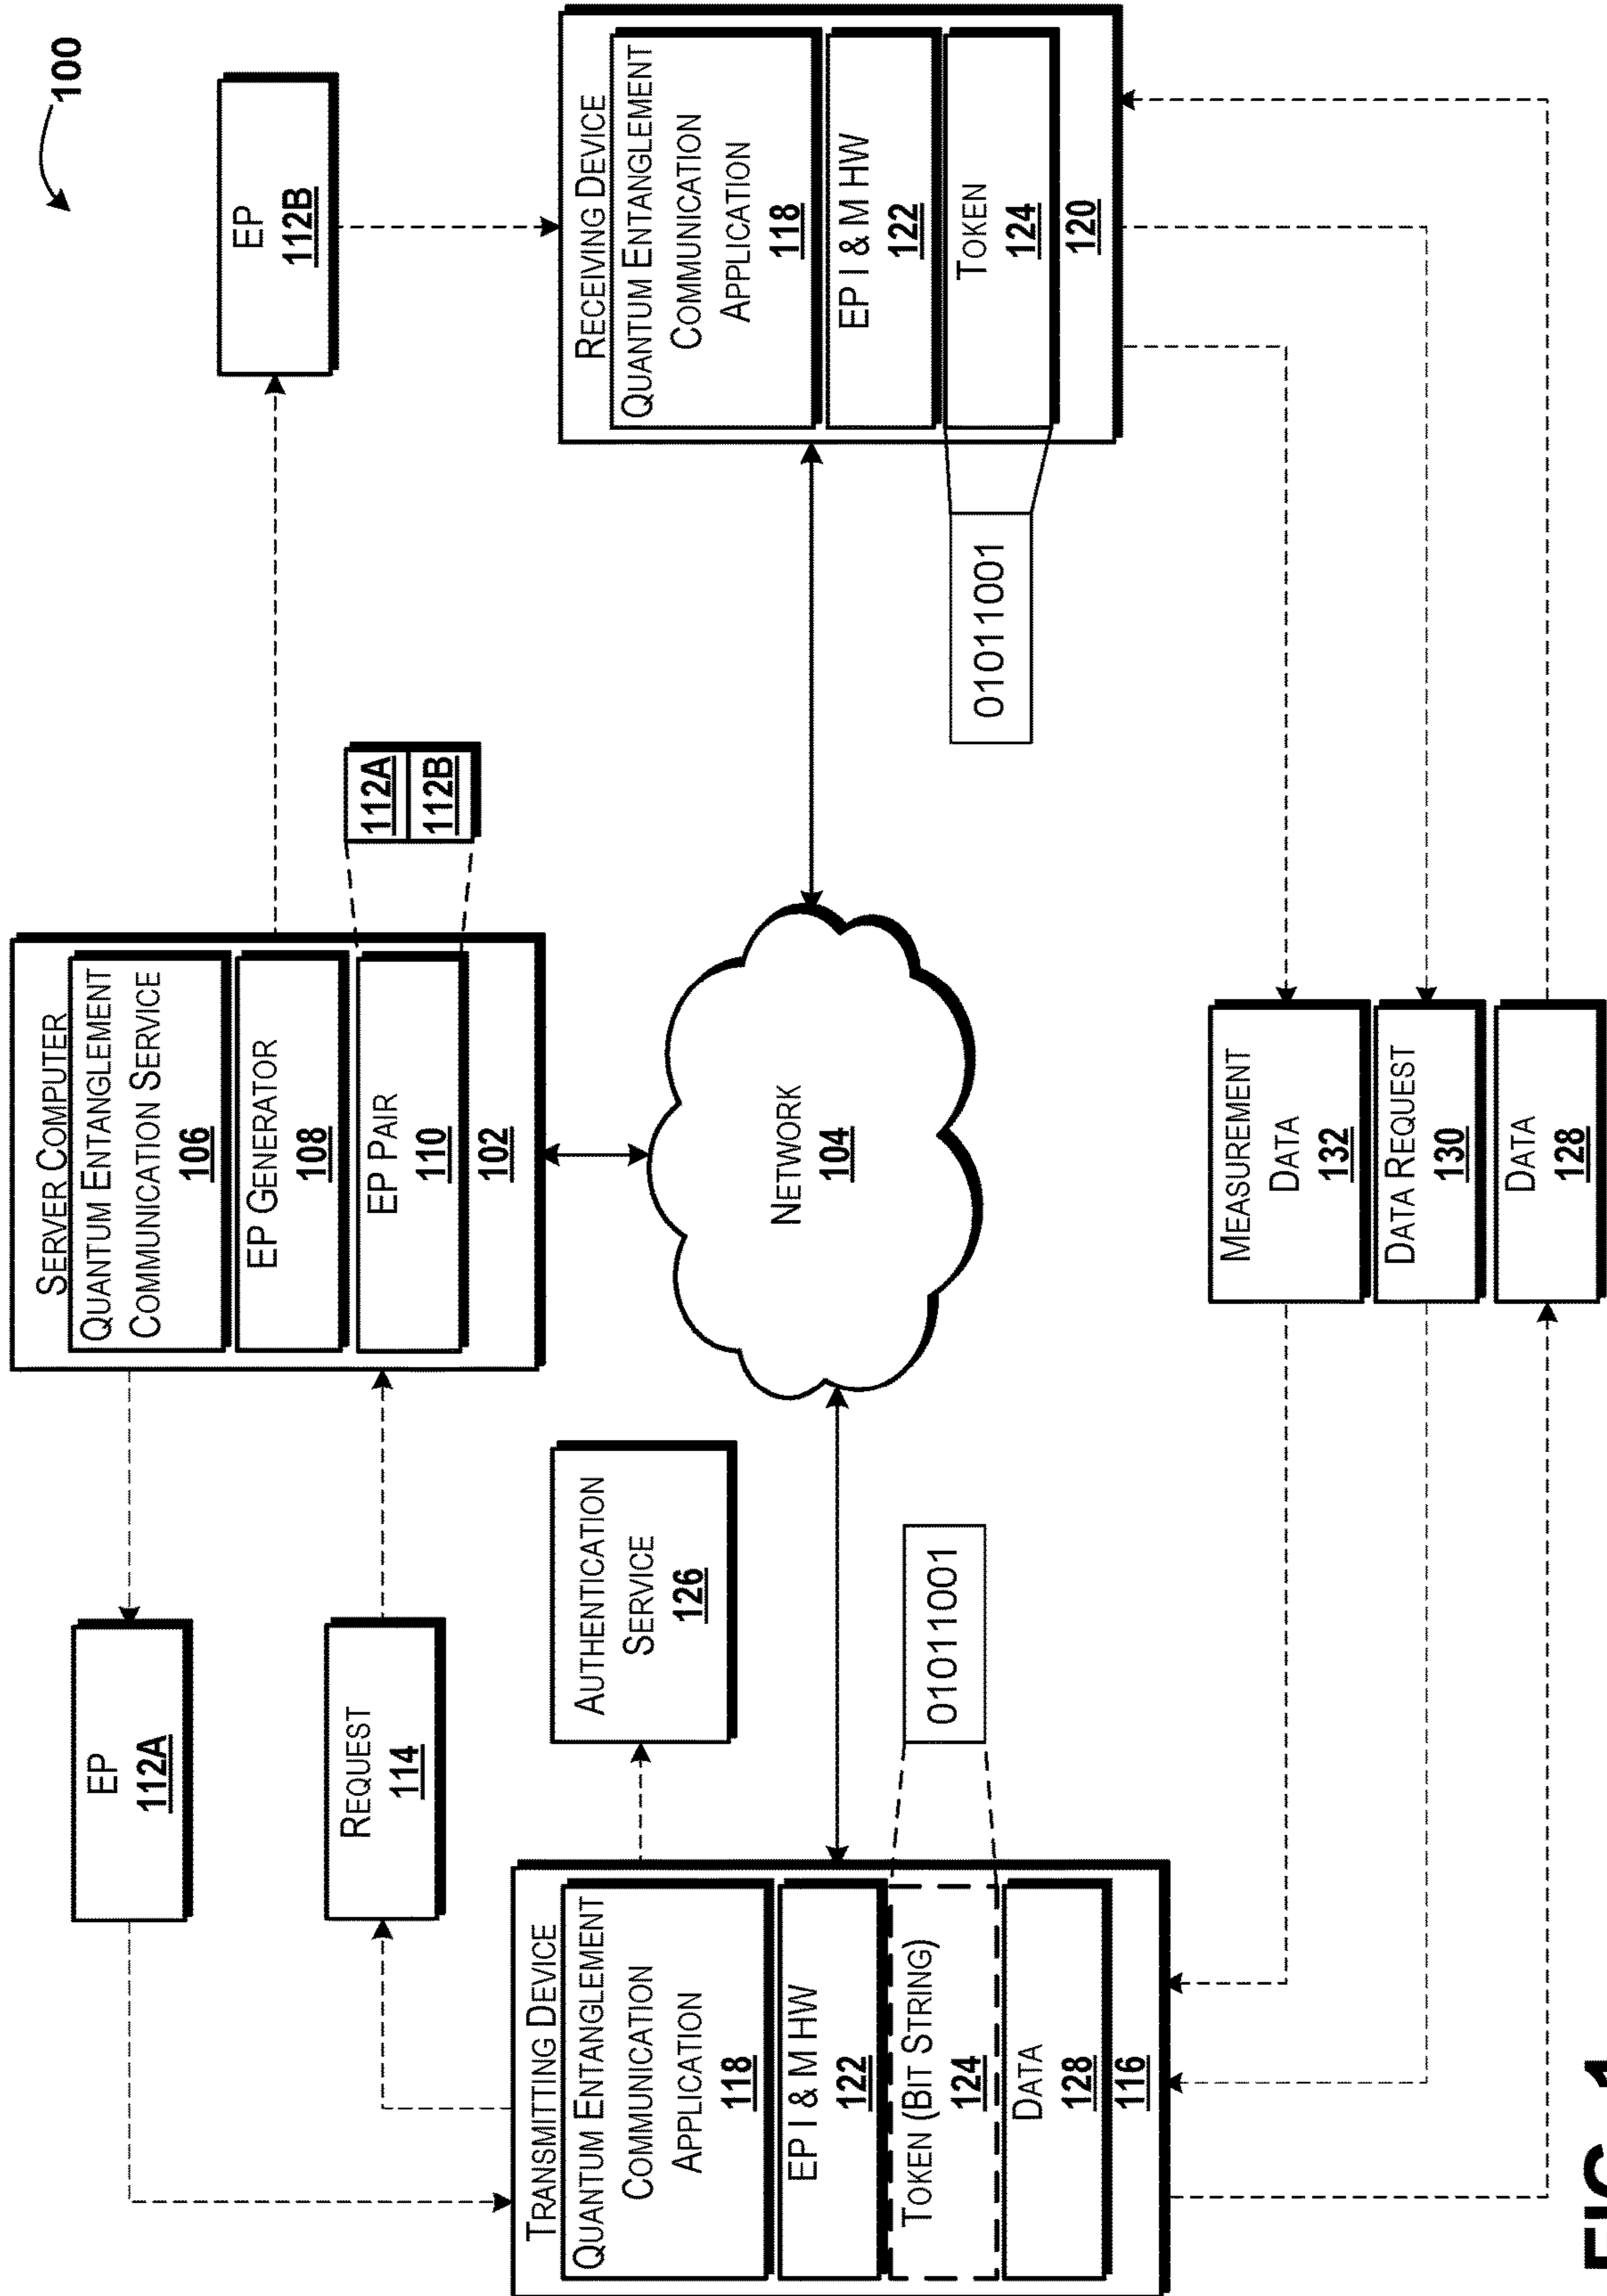 100
EP
112A
SERVER COMPUTER
QUANTUM ENTANGLEMENT
COMMUNICATION SERVICE
106
EP GENERATOR
108
EP PAIR
110
102
112A
112B
EP
112B
REQUEST
114
AUTHENTICATION
SERVICE
126
TRANSMITTING DEVICE
QUANTUM ENTANGLEMENT
COMMUNICATION
APPLICATION
118
EP I & M HW
122
TOKEN (BIT STRING)
124
DATA
128
116
01011001
NETWORK
104
RECEIVING DEVICE
QUANTUM ENTANGLEMENT
COMMUNICATION
APPLICATION
118
EP I & M HW
122
TOKEN
124
120
01011001
MEASUREMENT
DATA
132
DATA REQUEST
130
DATA
128
FIG. 1